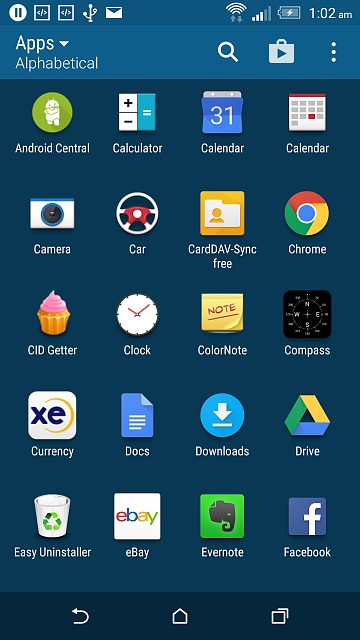 1:02 am
Apps
Alphabetical
31
Android Central
Calculator
Calendar
Calendar
Camera
Car
CardDAV-Sync
free
Chrome
NOTE
N
W E
S
CID Getter
Clock
ColorNote
Compass
xe
Currency
Docs
Downloads
Drive
ebay
f
Easy Uninstaller
eBay
Evernote
Facebook